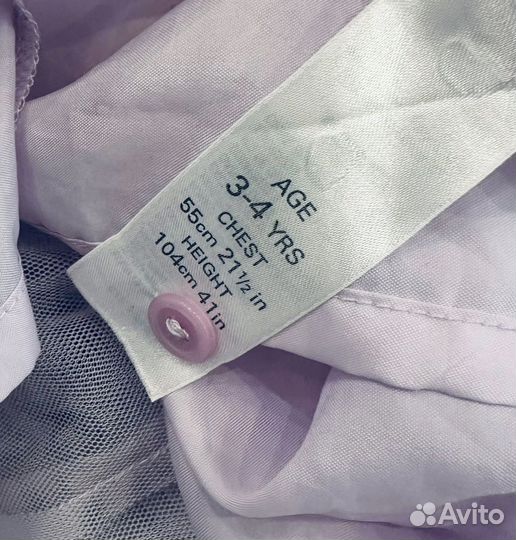 AGE
3-4 YRS
CHEST
55cm 21½ in
HEIGHT
104cm 41in
Avito